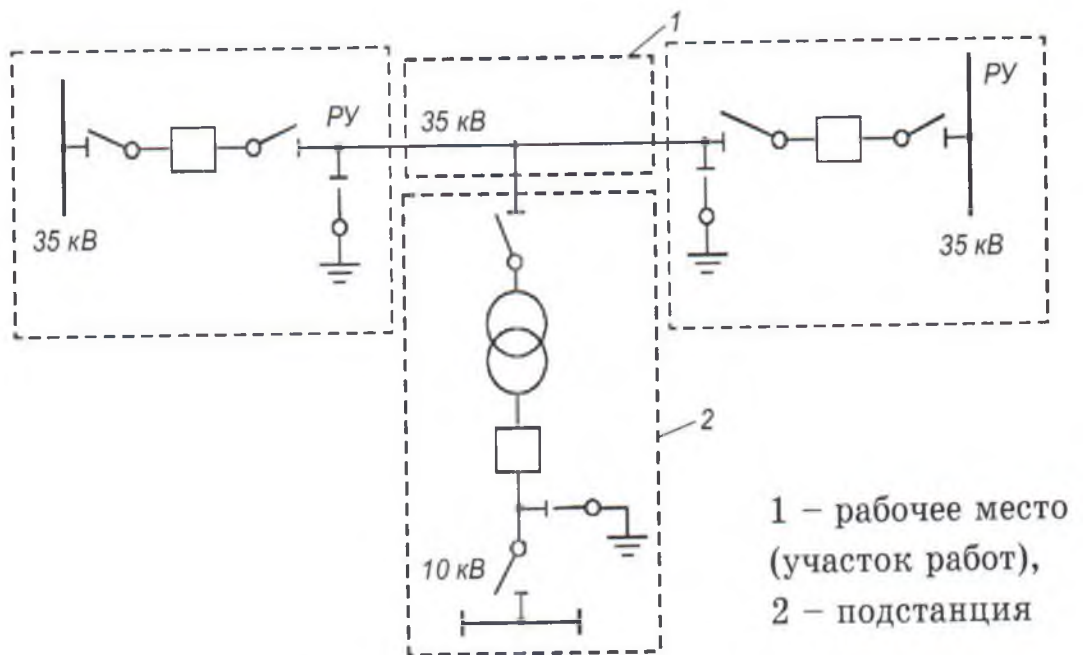 1
РУ
35 кВ
РУ
35 кВ
35 кВ
2
10 кВ
1 – рабочее место
(участок работ),
2 – подстанция